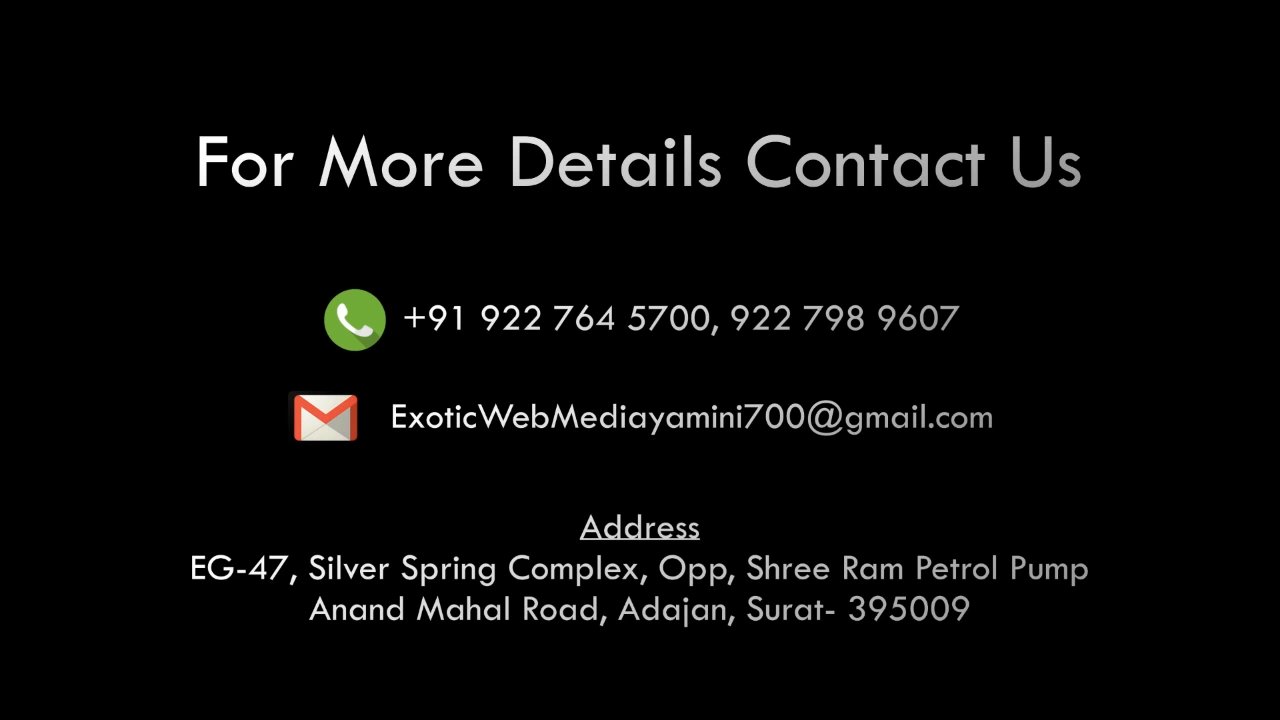 For More Details Contact Us
+91 922 764 5700, 922 798 9607
ExoticWebMediayamini700@gmail.com
Address
EG-47, Silver Spring Complex, Opp, Shree Ram Petrol Pump
Anand Mahal Road, Adajan, Surat- 395009